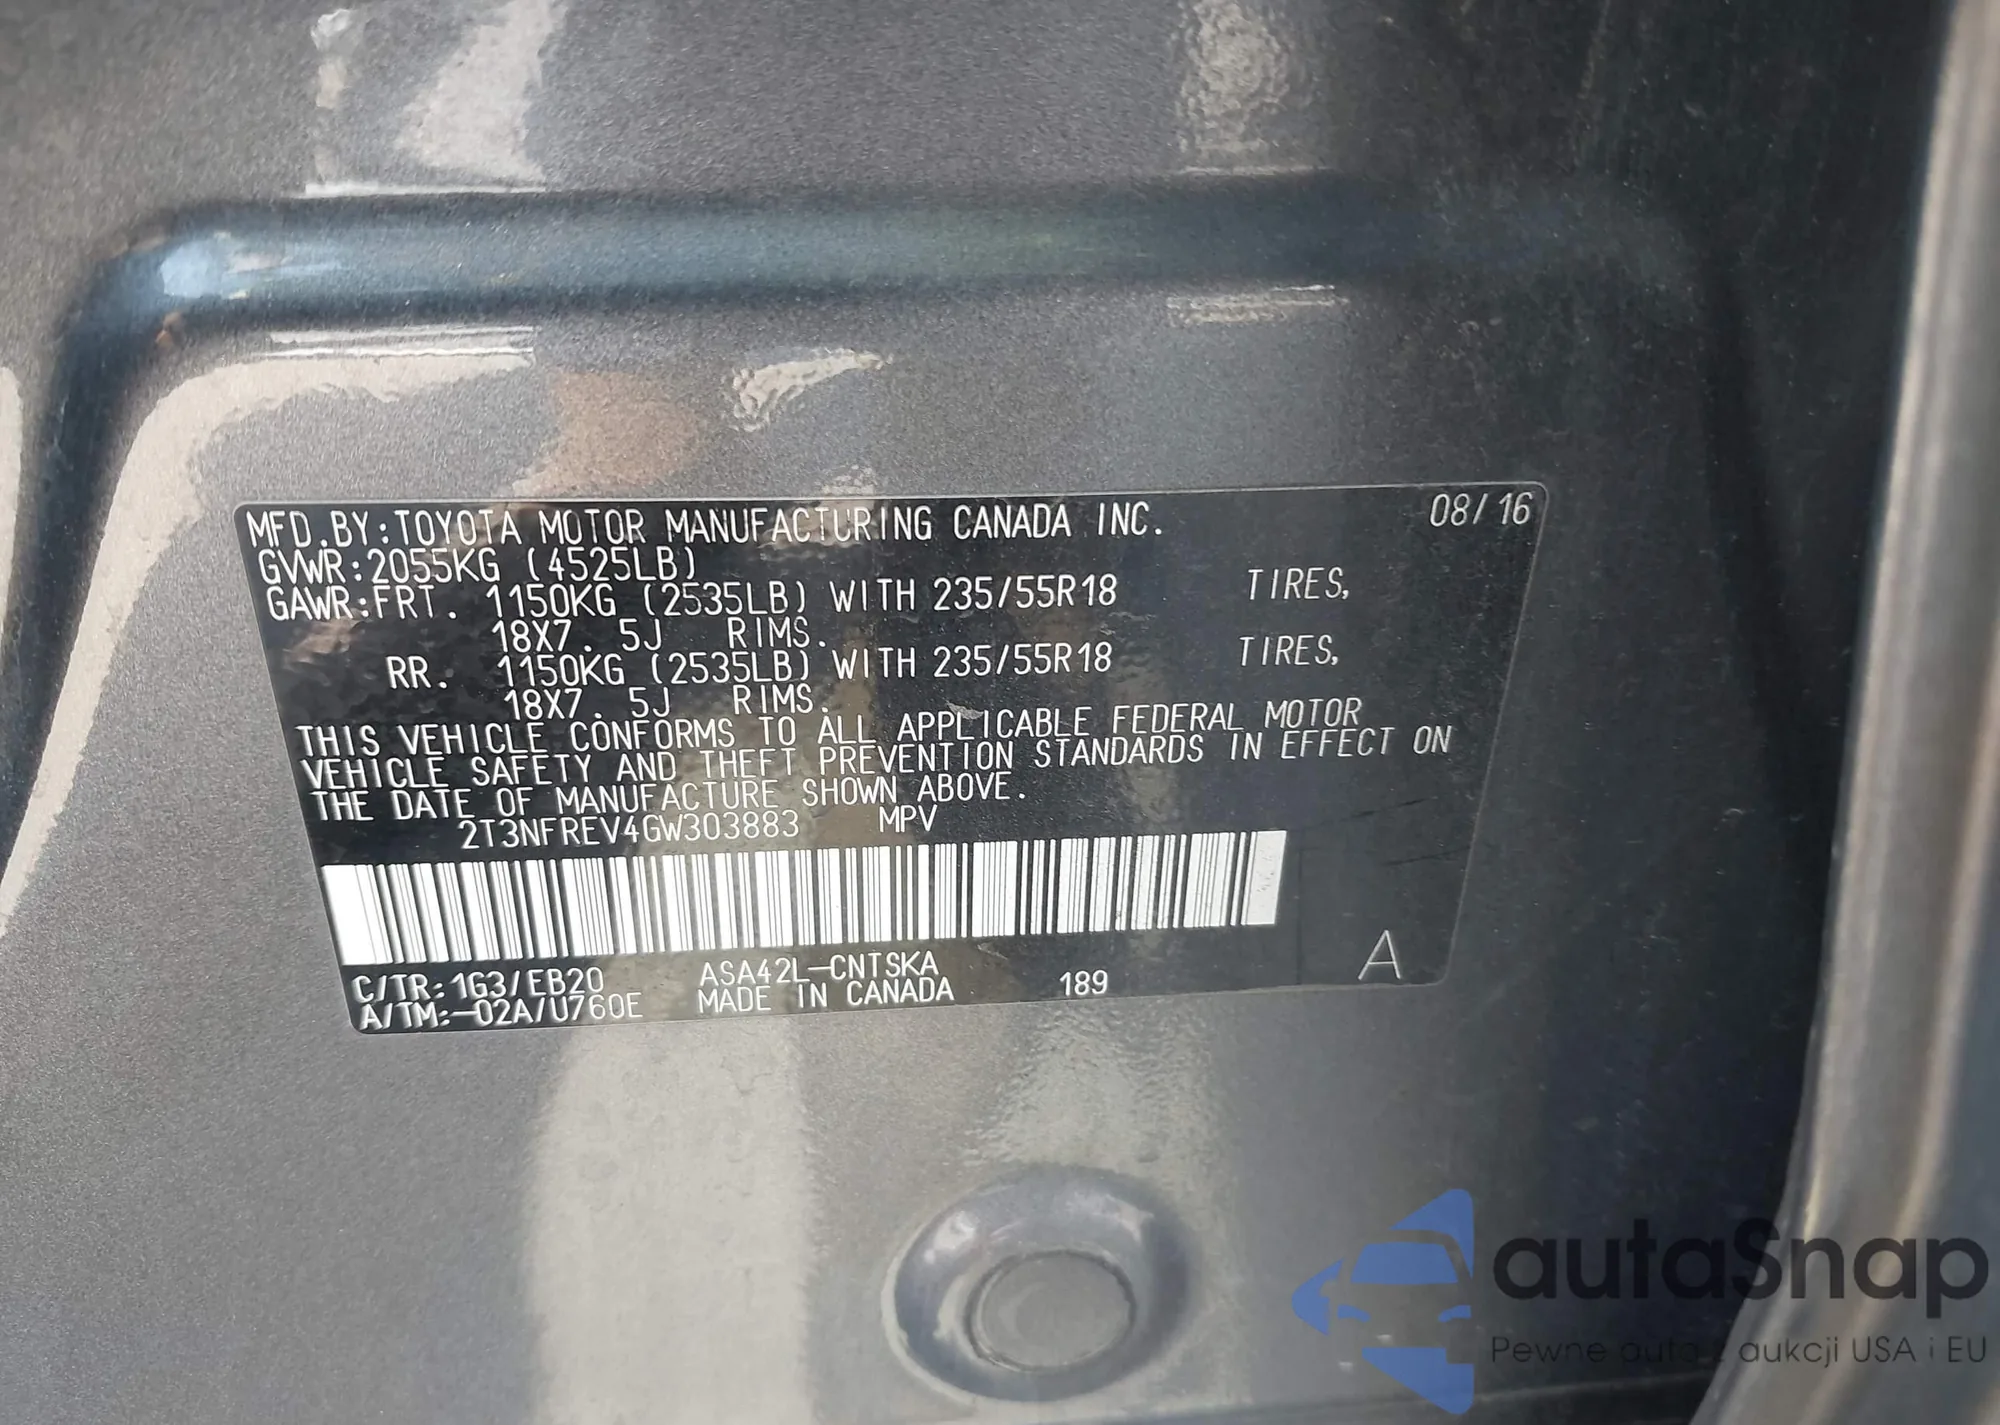 MFD.BY:TOYOTA MOTOR MANUFACTURING CANADA INC. 08/16
GVWR:2055KG (4525LB)
GAWR:FRT. 1150KG (2535LB) WITH 235/55R18 TIRES,
18X7.5J RIMS.
RR. 1150KG (2535LB) WITH 235/55R18 TIRES,
18X7.5J RIMS.
THIS VEHICLE CONFORMS TO ALL APPLICABLE FEDERAL MOTOR
VEHICLE SAFETY AND THEFT PREVENTION STANDARDS IN EFFECT ON
THE DATE OF MANUFACTURE SHOWN ABOVE.
2T3NFREV4GW303883 MPV
C/TR:1G3/EB20 ASA42L-CNTSKA 189 A
A/TM:-02A/U760E MADE IN CANADA
autaSnap
Pewne auto z aukcji USA i EU